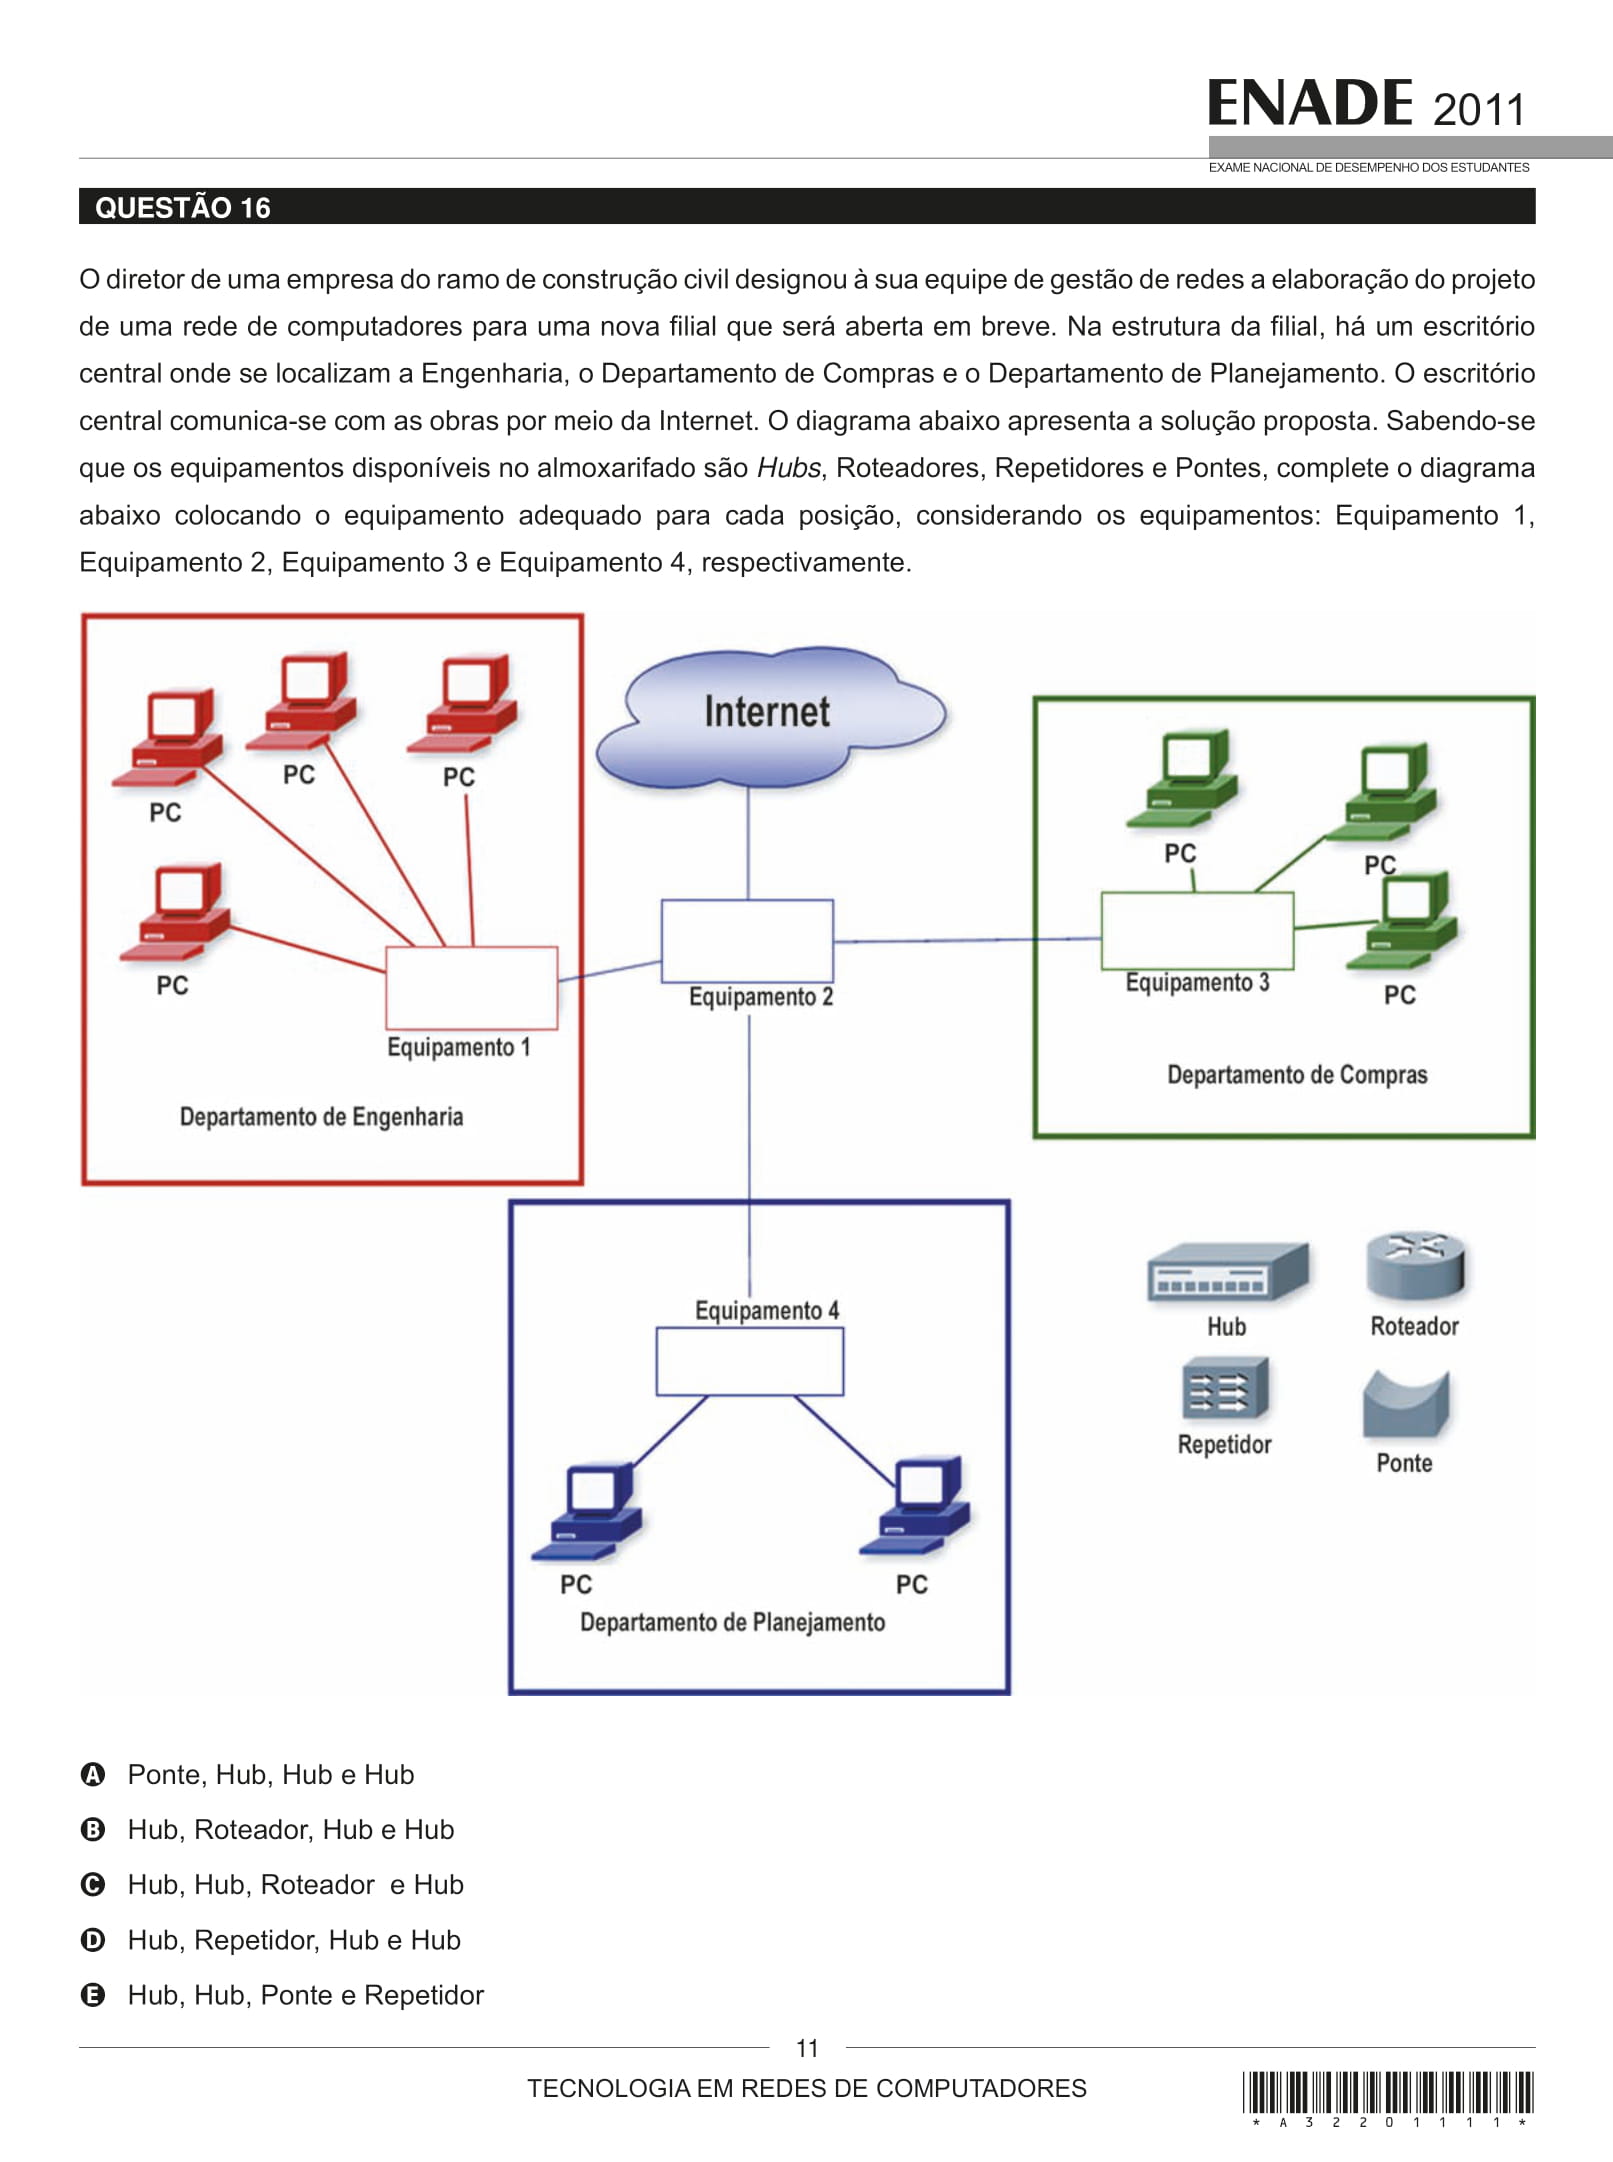 ENADE 2011
EXAME NACIONAL DE DESEMPENHO DOS ESTUDANTES
QUESTÃO 16
O diretor de uma empresa do ramo de construção civil designou à sua equipe de gestão de redes a elaboração do projeto
de uma rede de computadores para uma nova filial que será aberta em breve. Na estrutura da filial, há um escritório
central onde se localizam a Engenharia, o Departamento de Compras e o Departamento de Planejamento. O escritório
central comunica-se com as obras por meio da Internet. O diagrama abaixo apresenta a solução proposta. Sabendo-se
que os equipamentos disponíveis no almoxarifado são Hubs, Roteadores, Repetidores e Pontes, complete o diagrama
abaixo colocando o equipamento adequado para cada posição, considerando os equipamentos: Equipamento 1,
Equipamento 2, Equipamento 3 e Equipamento 4, respectivamente.
PC
PC
PC
PC
Equipamento 1
Departamento de Engenharia
Internet
Equipamento 2
PC
PC
PC
Equipamento 3
Departamento de Compras
Equipamento 4
PC
PC
Departamento de Planejamento
Hub
Roteador
Repetidor
Ponte
A Ponte, Hub, Hub e Hub
B Hub, Roteador, Hub e Hub
C Hub, Hub, Roteador e Hub
D Hub, Repetidor, Hub e Hub
E Hub, Hub, Ponte e Repetidor
11
TECNOLOGIA EM REDES DE COMPUTADORES
* A 3 2 2 0 1 1 1 1 *